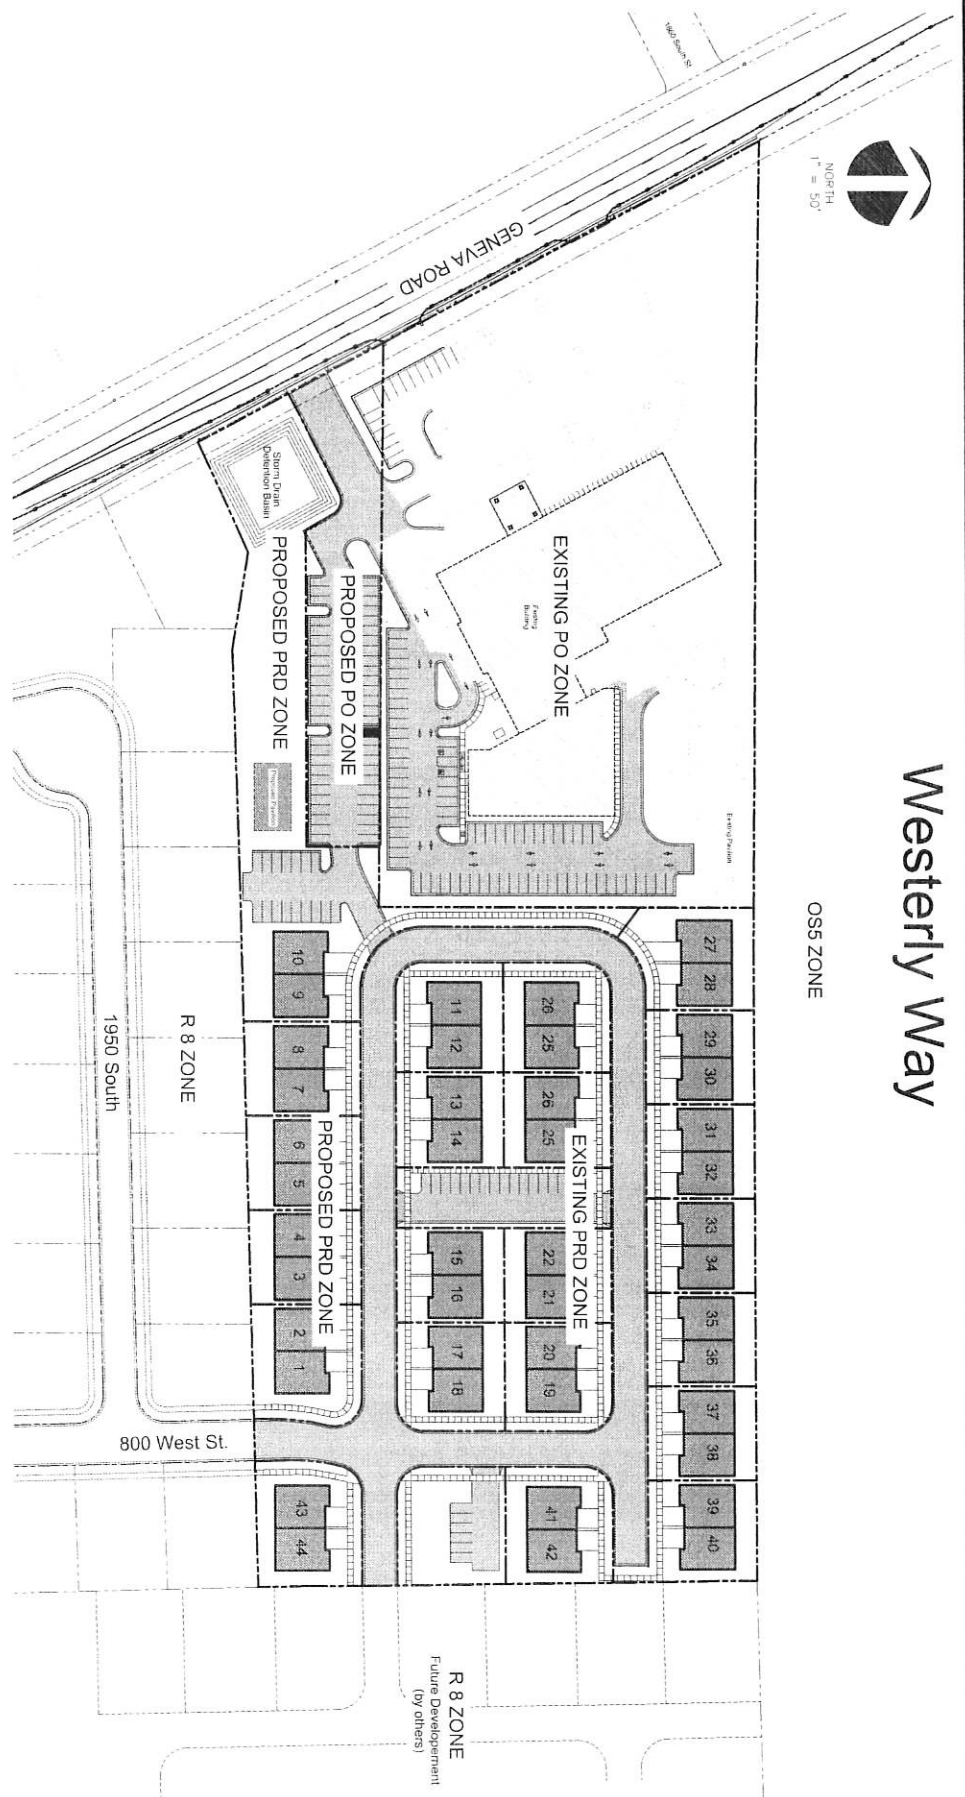 Westerly Way
NORTH
1" = 50'
1860 South St.
GENEVA ROAD
OS5 ZONE
EXISTING PO ZONE
Existing
Building
Existing Pavilion
Storm Drain
Detention Basin
PROPOSED PRD ZONE
PROPOSED PO ZONE
Proposed Pavilion
27
28
29
30
31
32
33
34
35
36
37
38
39
40
26
25
26
25
EXISTING PRD ZONE
22
21
20
19
41
42
11
12
13
14
15
16
17
18
10
9
8
7
6
5
4
3
2
1
PROPOSED PRD ZONE
43
44
R 8 ZONE
1950 South
800 West St.
R 8 ZONE
Future Developement
(by others)